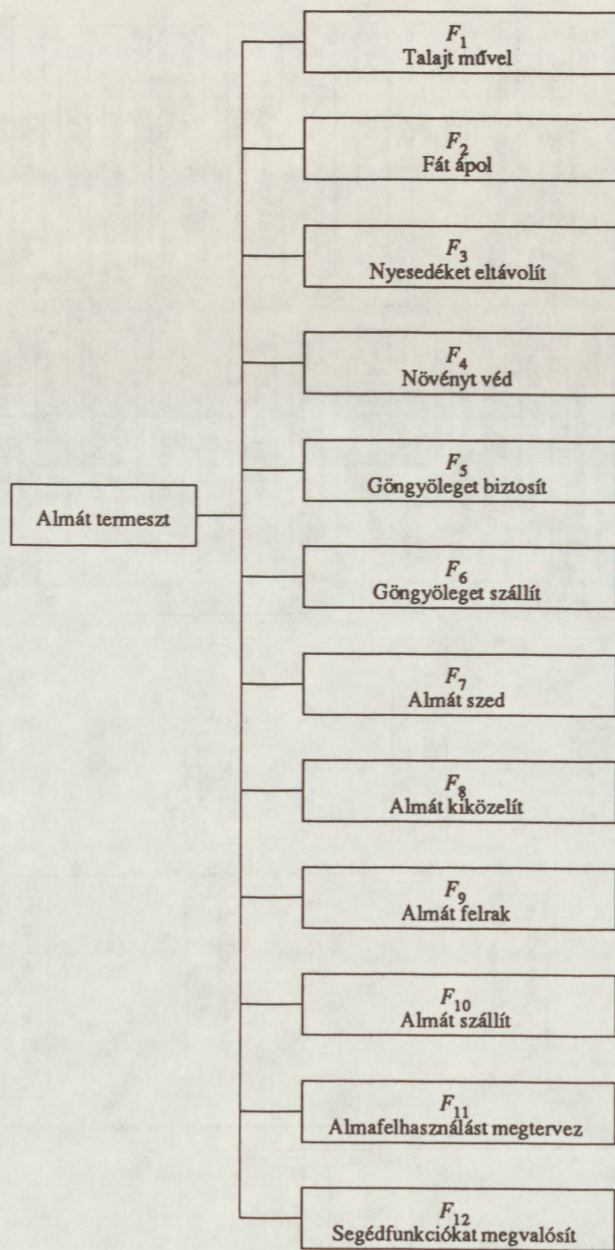 F₁
Talajt művel
F₂
Fát ápol
F₃
Nyesedéket eltávolít
F₄
Növényt véd
F₅
Göngyöleget biztosít
Almát termeszt
F₆
Göngyöleget szállít
F₇
Almát szed
F₈
Almát kiközelít
F₉
Almát felrak
F₁₀
Almát szállít
F₁₁
Almafelhasználást megtervez
F₁₂
Segédfunkciókat megvalósít